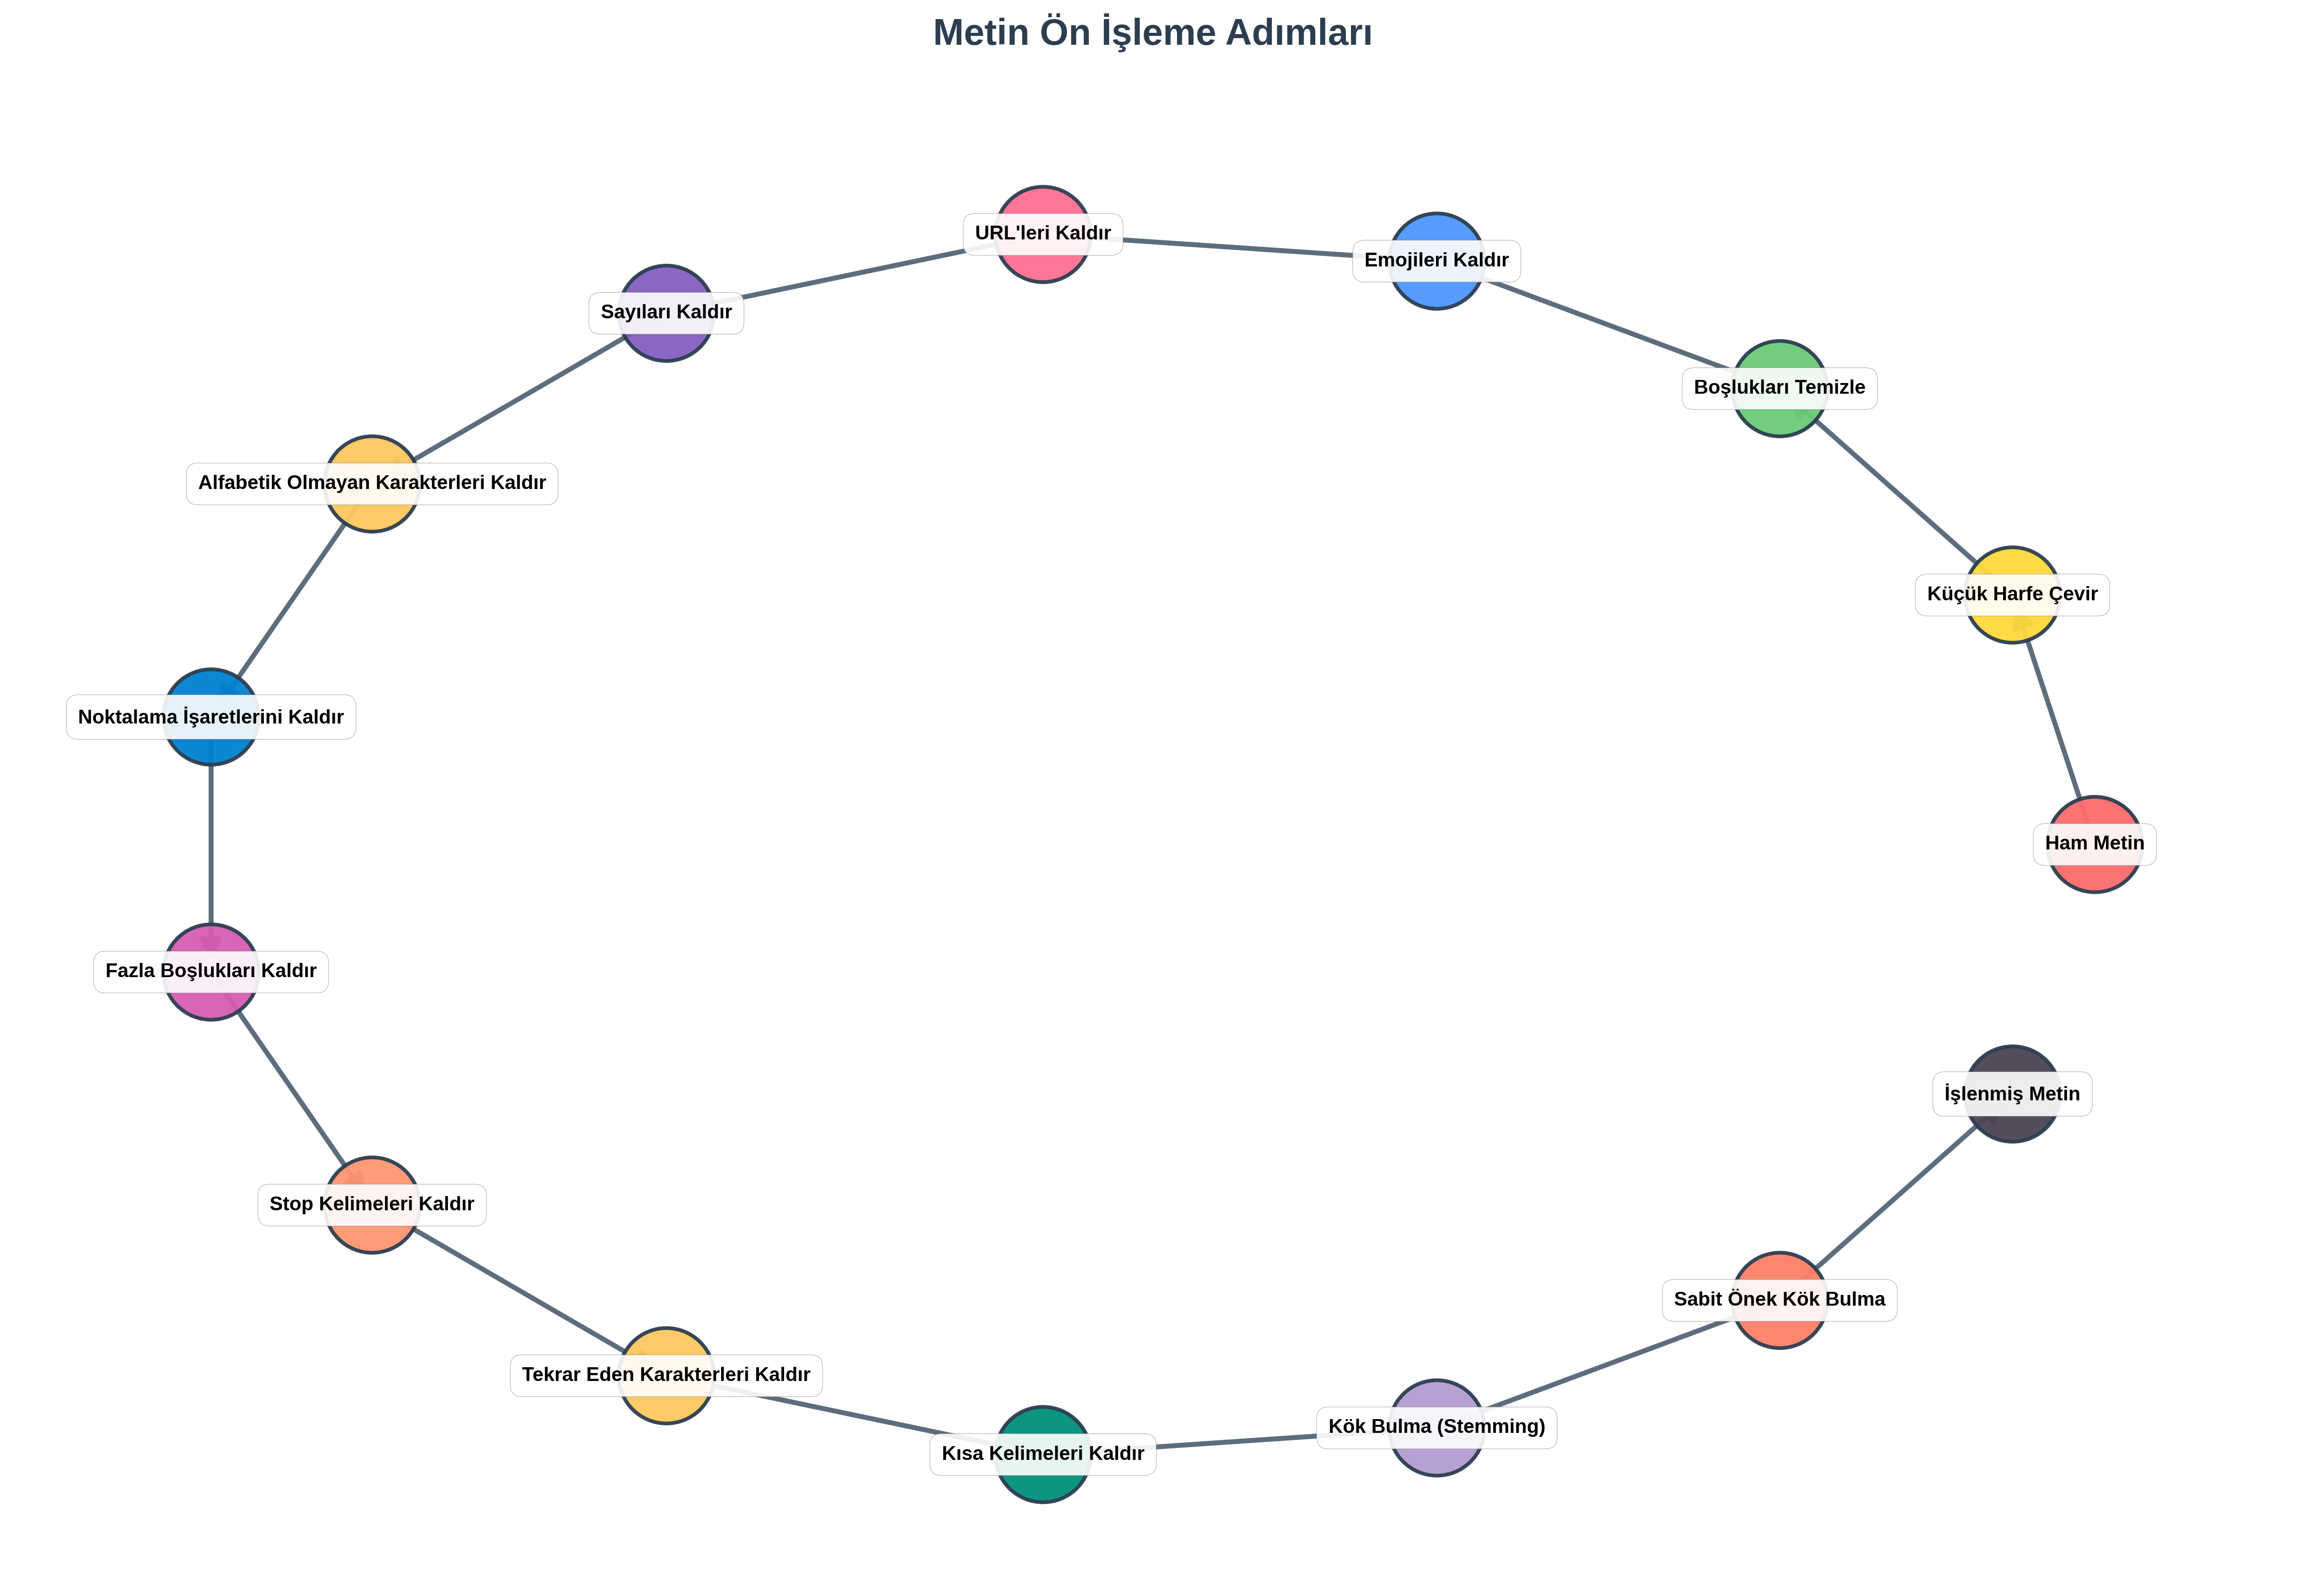 Metin Ön İşleme Adımları
URL'leri Kaldır
Emojileri Kaldır
Sayıları Kaldır
Boşlukları Temizle
Alfabetik Olmayan Karakterleri Kaldır
Küçük Harfe Çevir
Noktalama İşaretlerini Kaldır
Ham Metin
Fazla Boşlukları Kaldır
İşlenmiş Metin
Stop Kelimeleri Kaldır
Sabit Önek Kök Bulma
Tekrar Eden Karakterleri Kaldır
Kök Bulma (Stemming)
Kısa Kelimeleri Kaldır